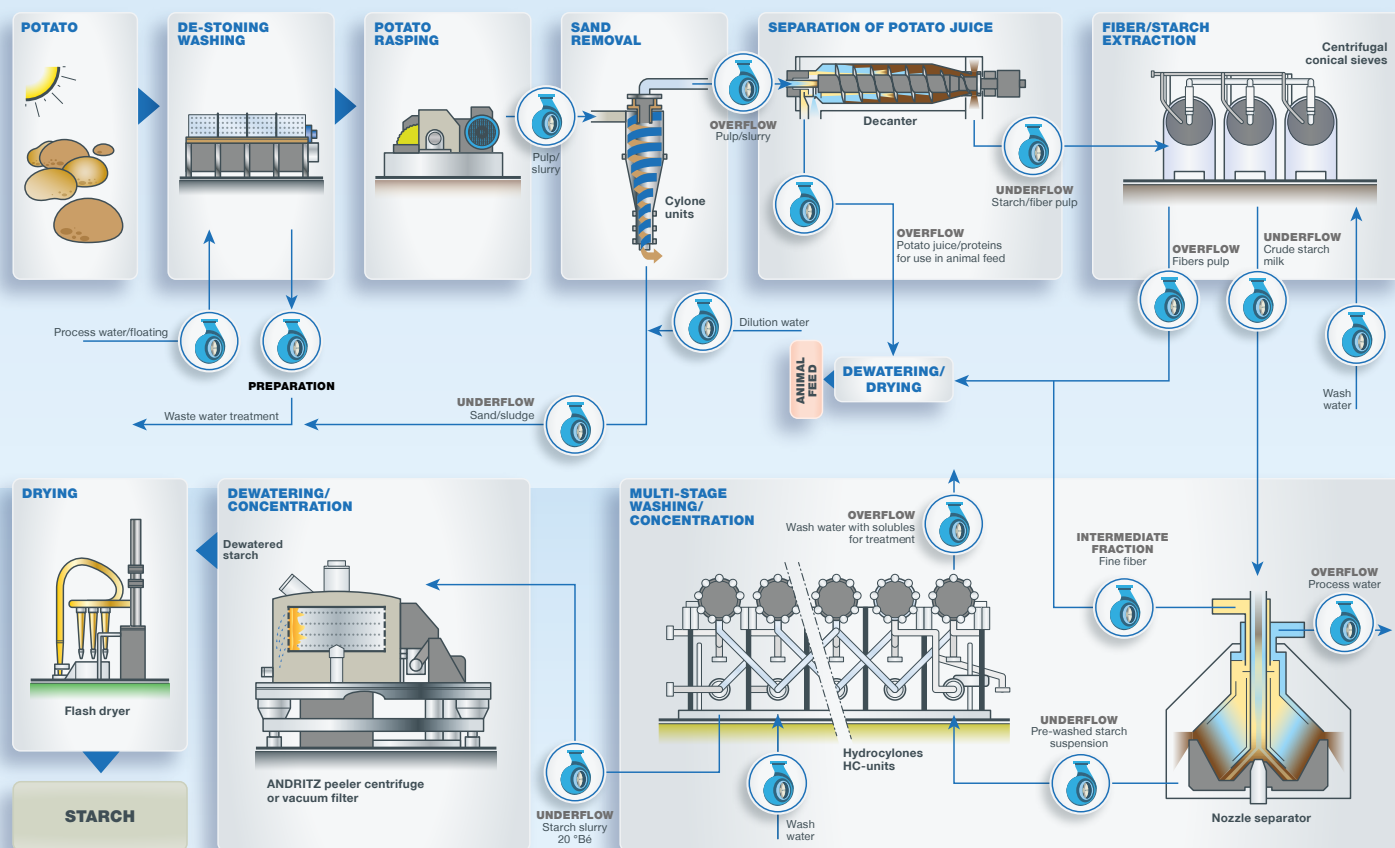 POTATO
DE-STONING
WASHING
POTATO
RASPING
SAND
REMOVAL
SEPARATION OF POTATO JUICE
FIBER/STARCH
EXTRACTION
Centrifugal
conical sieves
Pulp/
slurry
Cylone
units
OVERFLOW
Pulp/slurry
Decanter
UNDERFLOW
Starch/fiber pulp
OVERFLOW
Potato juice/proteins
for use in animal feed
OVERFLOW
Fibers pulp
UNDERFLOW
Crude starch
milk
Process water/floating
PREPARATION
Waste water treatment
UNDERFLOW
Sand/sludge
Dilution water
ANIMAL
FEED
DEWATERING/
DRYING
Wash
water
DRYING
Flash dryer
STARCH
DEWATERING/
CONCENTRATION
Dewatered
starch
ANDRITZ peeler centrifuge
or vacuum filter
UNDERFLOW
Starch slurry
20 °Bé
MULTI-STAGE
WASHING/
CONCENTRATION
OVERFLOW
Wash water with solubles
for treatment
Hydrocylones
HC-units
Wash
water
INTERMEDIATE
FRACTION
Fine fiber
OVERFLOW
Process water
UNDERFLOW
Pre-washed starch
suspension
Nozzle separator